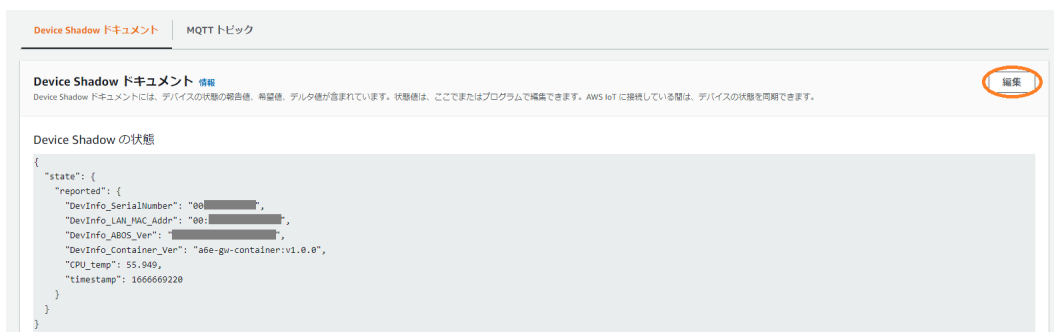 Device Shadow ドキュメント MQTT トピック
Device Shadow ドキュメント 情報
編集
Device Shadow ドキュメントには、デバイスの状態の報告値、希望値、デルタ値が含まれています。状態値は、ここでまたはプログラムで編集できます。AWS IoT に接続している間は、デバイスの状態を同期できます。
Device Shadow の状態
{
"state": {
"reported": {
"DevInfo_SerialNumber": "00 ",
"DevInfo_LAN_MAC_Addr": "00: ",
"DevInfo_ABOS_Ver": " ",
"DevInfo_Container_Ver": "a6e-gw-container:v1.0.0",
"CPU_temp": 55.949,
"timestamp": 1666669220
}
}
}